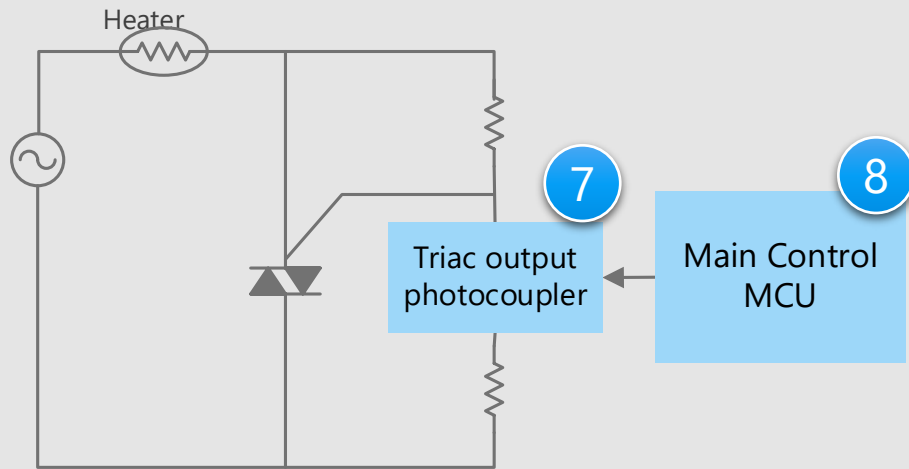 Heater
7
8
Triac output
photocoupler
Main Control
MCU